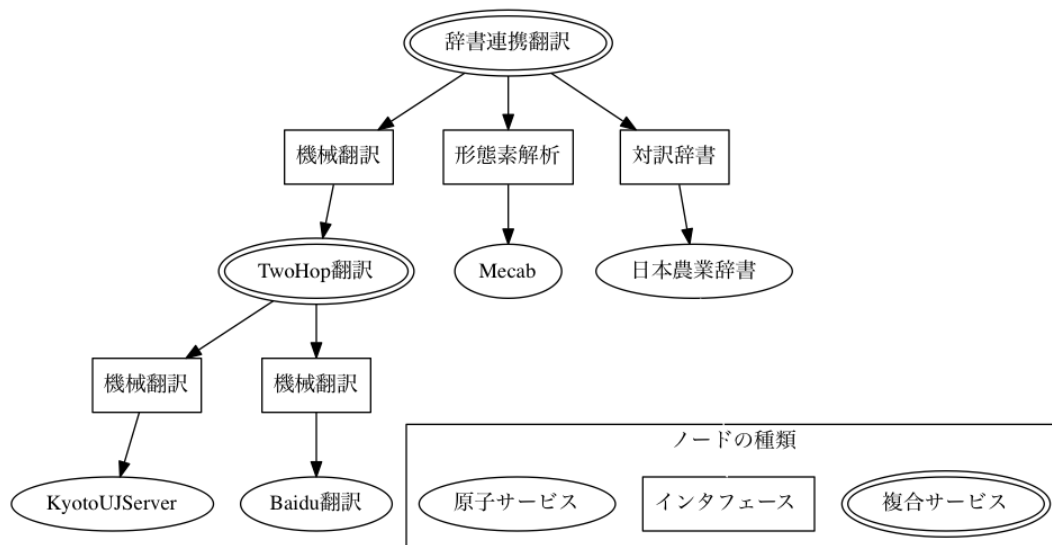 辞書連携翻訳
機械翻訳
形態素解析
対訳辞書
TwoHop翻訳
Mecab
日本農業辞書
機械翻訳
機械翻訳
KyotoUJServer
Baidu翻訳
ノードの種類
原子サービス
インタフェース
複合サービス